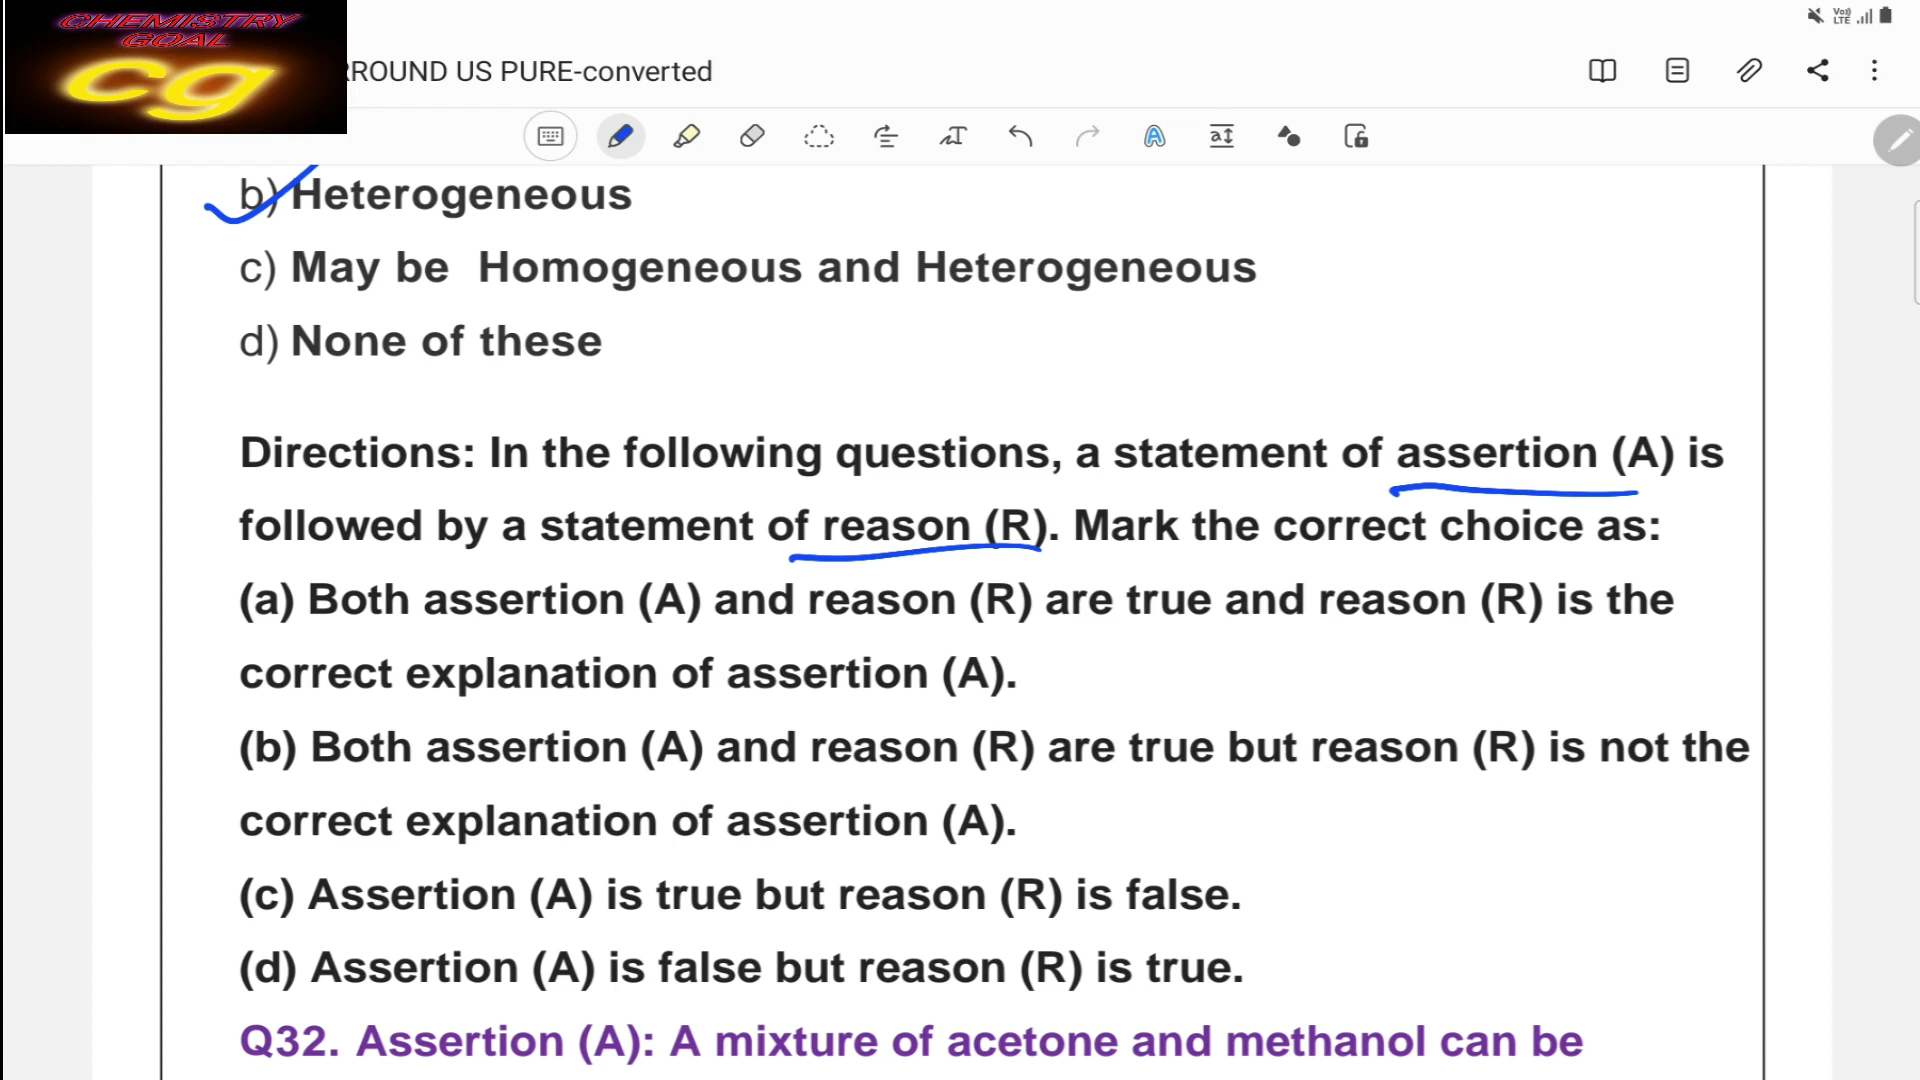 CHEMISTRY
GOAL
cg
RROUND US PURE-converted
Vo))
LTE
b) Heterogeneous
c) May be Homogeneous and Heterogeneous
d) None of these
Directions: In the following questions, a statement of assertion (A) is
followed by a statement of reason (R). Mark the correct choice as:
(a) Both assertion (A) and reason (R) are true and reason (R) is the
correct explanation of assertion (A).
(b) Both assertion (A) and reason (R) are true but reason (R) is not the
correct explanation of assertion (A).
(c) Assertion (A) is true but reason (R) is false.
(d) Assertion (A) is false but reason (R) is true.
Q32. Assertion (A): A mixture of acetone and methanol can be